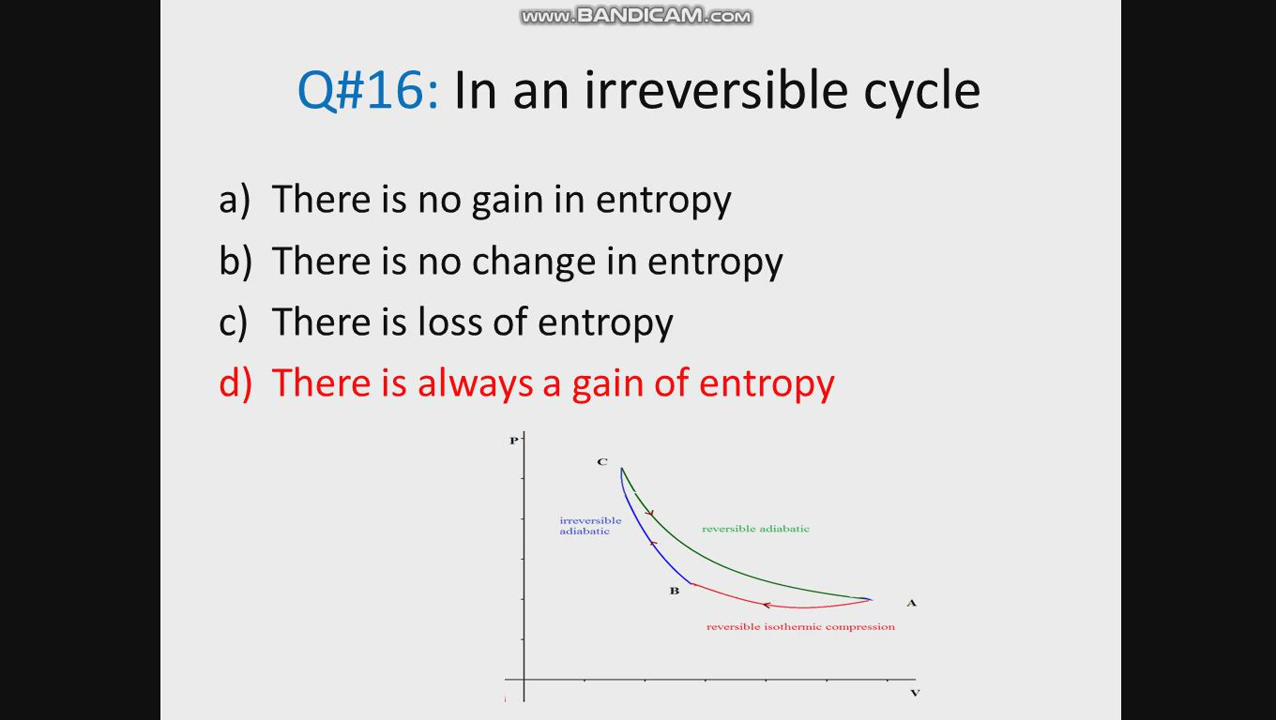 www.BANDICAM.com
Q#16: In an irreversible cycle
a) There is no gain in entropy
b) There is no change in entropy
c) There is loss of entropy
d) There is always a gain of entropy
P
C
irreversible
adiabatic
reversible adiabatic
B
A
reversible isothermic compression
V